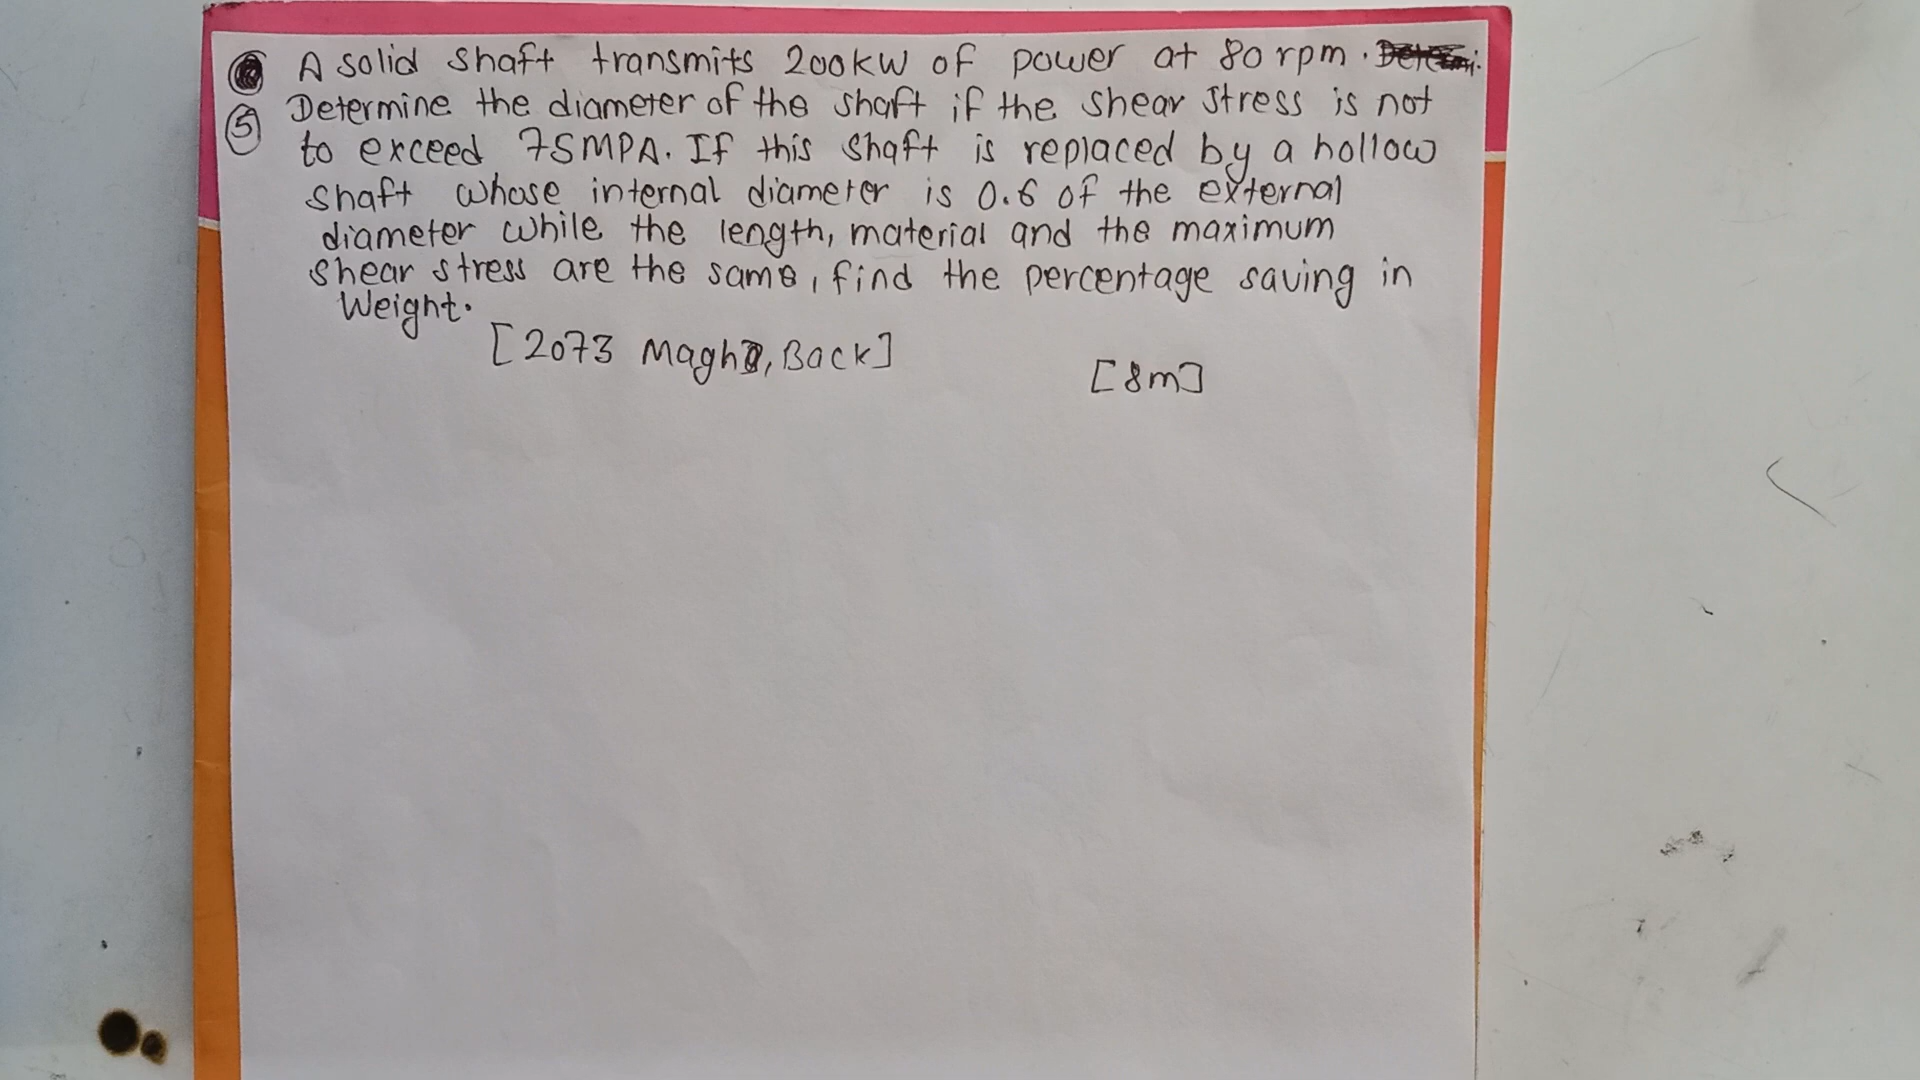 A solid shaft transmits 200kW of power at 80 rpm.
⑤ Determine the diameter of the shaft if the shear stress is not
to exceed 75MPA. If this shaft is replaced by a hollow
shaft whose internal diameter is 0.6 of the external
diameter while the length, material and the maximum
shear stress are the same, find the percentage saving in
Weight.
[2073 Magh, Back]
[8m]